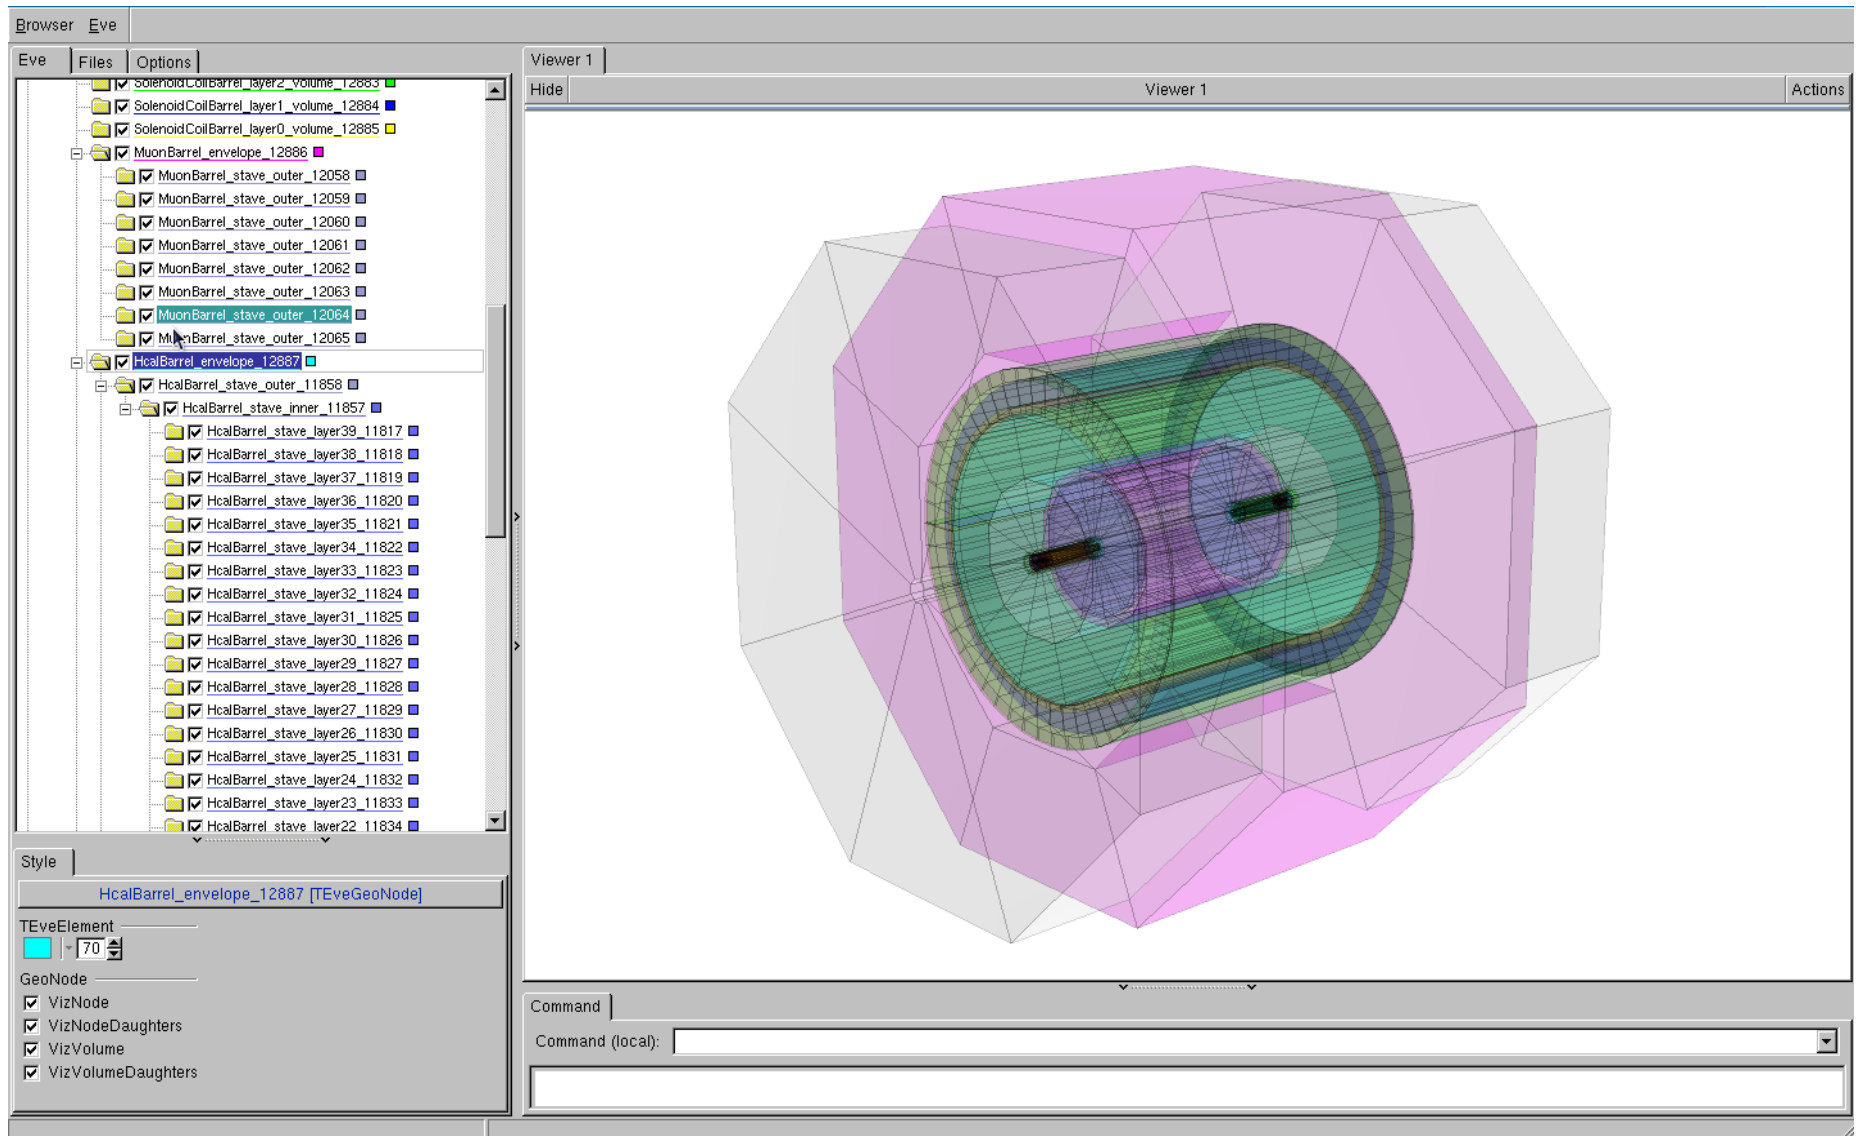 Browser Eve
Eve Files Options
SolenoidCoilBarrel_layer2_volume_12883
SolenoidCoilBarrel_layer1_volume_12884
SolenoidCoilBarrel_layer0_volume_12885
MuonBarrel_envelope_12886
MuonBarrel_stave_outer_12058
MuonBarrel_stave_outer_12059
MuonBarrel_stave_outer_12060
MuonBarrel_stave_outer_12061
MuonBarrel_stave_outer_12062
MuonBarrel_stave_outer_12063
MuonBarrel_stave_outer_12064
MuonBarrel_stave_outer_12065
HcalBarrel_envelope_12887
HcalBarrel_stave_outer_11858
HcalBarrel_stave_inner_11857
HcalBarrel_stave_layer39_11817
HcalBarrel_stave_layer38_11818
HcalBarrel_stave_layer37_11819
HcalBarrel_stave_layer36_11820
HcalBarrel_stave_layer35_11821
HcalBarrel_stave_layer34_11822
HcalBarrel_stave_layer33_11823
HcalBarrel_stave_layer32_11824
HcalBarrel_stave_layer31_11825
HcalBarrel_stave_layer30_11826
HcalBarrel_stave_layer29_11827
HcalBarrel_stave_layer28_11828
HcalBarrel_stave_layer27_11829
HcalBarrel_stave_layer26_11830
HcalBarrel_stave_layer25_11831
HcalBarrel_stave_layer24_11832
HcalBarrel_stave_layer23_11833
HcalBarrel_stave_layer22_11834
Style
HcalBarrel_envelope_12887 [TEveGeoNode]
TEveElement
70
GeoNode
VizNode
VizNodeDaughters
VizVolume
VizVolumeDaughters
Viewer 1
Hide Viewer 1 Actions
Command
Command (local):